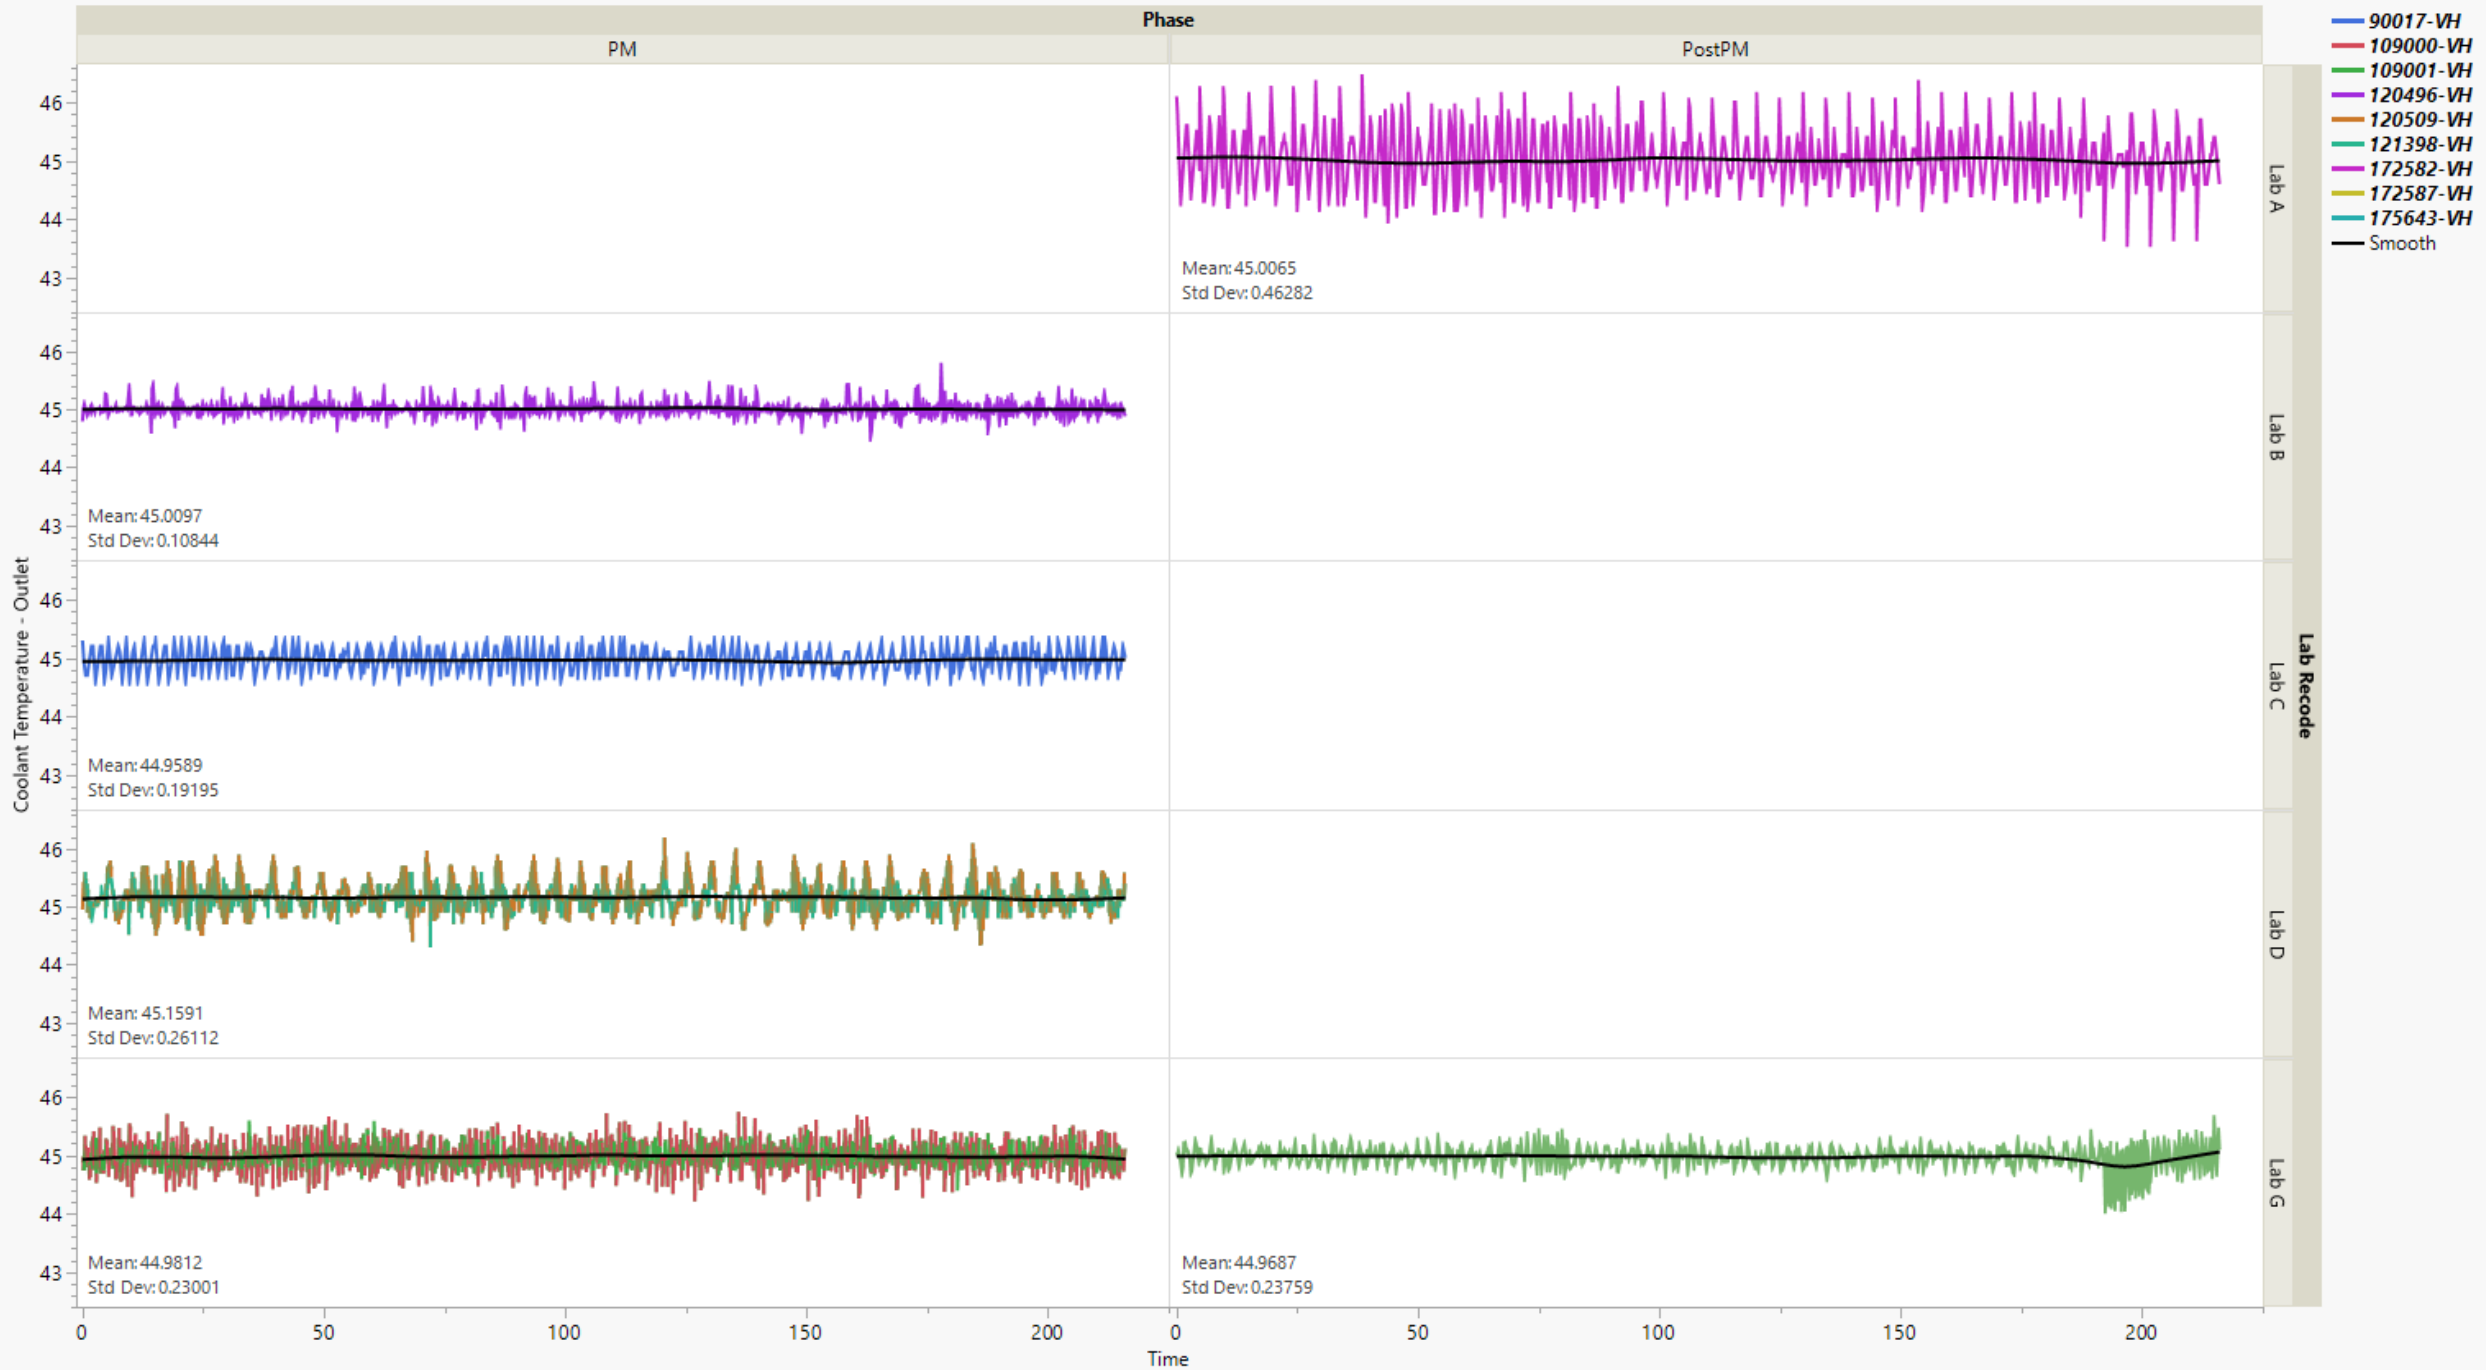 Phase
PM
PostPM
90017-VH
109000-VH
109001-VH
120496-VH
120509-VH
121398-VH
172582-VH
172587-VH
175643-VH
Smooth
46
45
44
43
Mean: 45.0065
Std Dev: 0.46282
Lab A
46
45
44
43
Mean: 45.0097
Std Dev: 0.10844
Lab B
46
45
44
43
Mean: 44.9589
Std Dev: 0.19195
Lab C
46
45
44
43
Mean: 45.1591
Std Dev: 0.26112
Lab D
46
45
44
43
Mean: 44.9812
Std Dev: 0.23001
Mean: 44.9687
Std Dev: 0.23759
Lab G
Coolant Temperature - Outlet
Lab Recode
0 50 100 150 200 0 50 100 150 200
Time